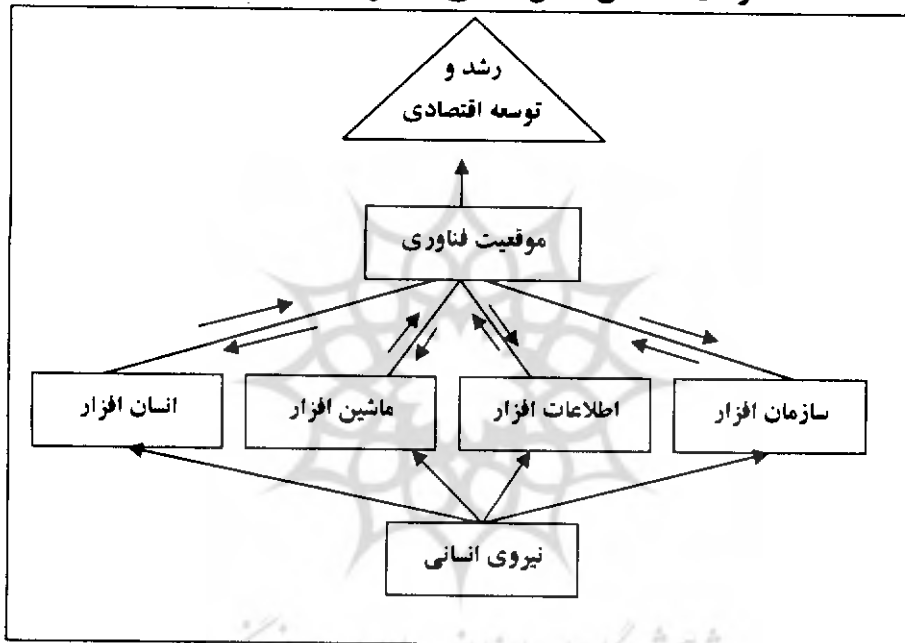 رشد و
توسعه اقتصادی
موقعیت فناوری
سازمان افزار
اطلاعات افزار
ماشین افزار
انسان افزار
نیروی انسانی